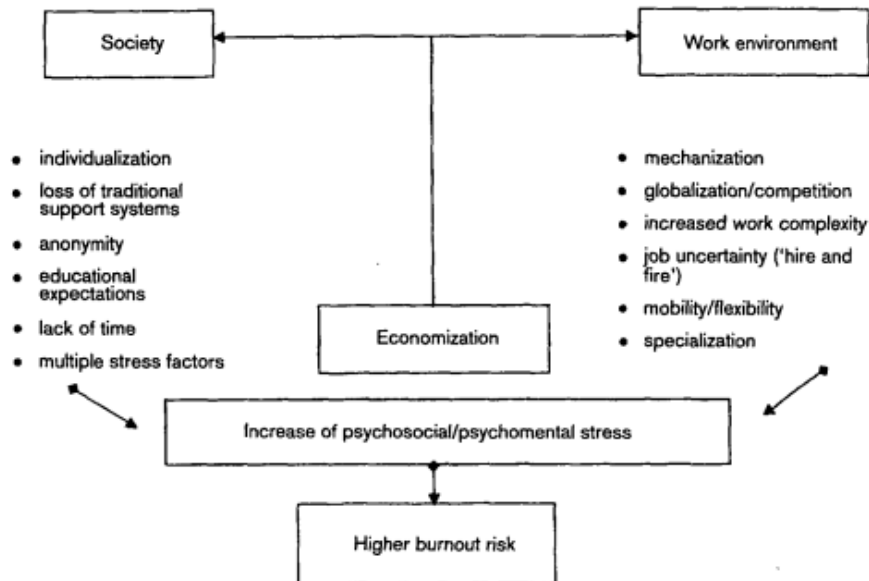 Society
Work environment
• individualization
• loss of traditional
support systems
• anonymity
• educational
expectations
• lack of time
• multiple stress factors
• mechanization
• globalization/competition
• increased work complexity
• job uncertainty ('hire and
fire')
• mobility/flexibility
• specialization
Economization
Increase of psychosocial/psychomental stress
Higher burnout risk